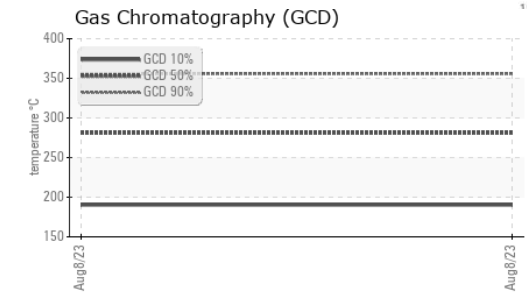 Gas Chromatography (GCD)
400
350
300
250
200
150
temperature °C
GCD 10%
GCD 50%
GCD 90%
Aug8/23
Aug8/23